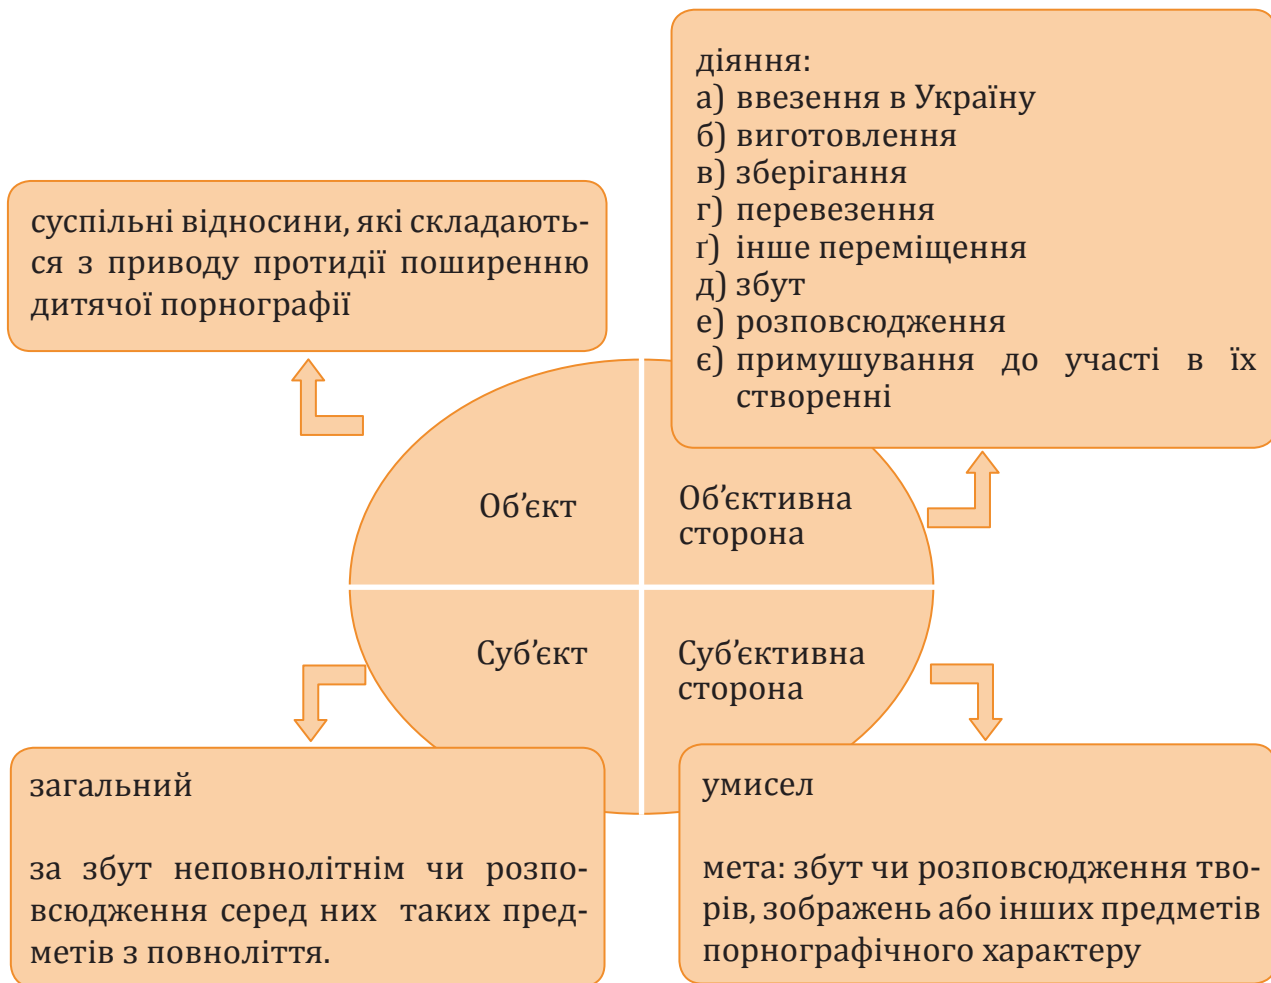 суспільні відносини, які складають-
ся з приводу протидії поширенню
дитячої порнографії
діяння:
а) ввезення в Україну
б) виготовлення
в) зберігання
г) перевезення
ґ) інше переміщення
д) збут
е) розповсюдження
є) примушування до участі в їх
створенні
Об’єкт
Об’єктивна
сторона
Суб’єкт
Суб’єктивна
сторона
загальний
за збут неповнолітнім чи розпо-
всюдження серед них таких пред-
метів з повноліття.
умисел
мета: збут чи розповсюдження тво-
рів, зображень або інших предметів
порнографічного характеру